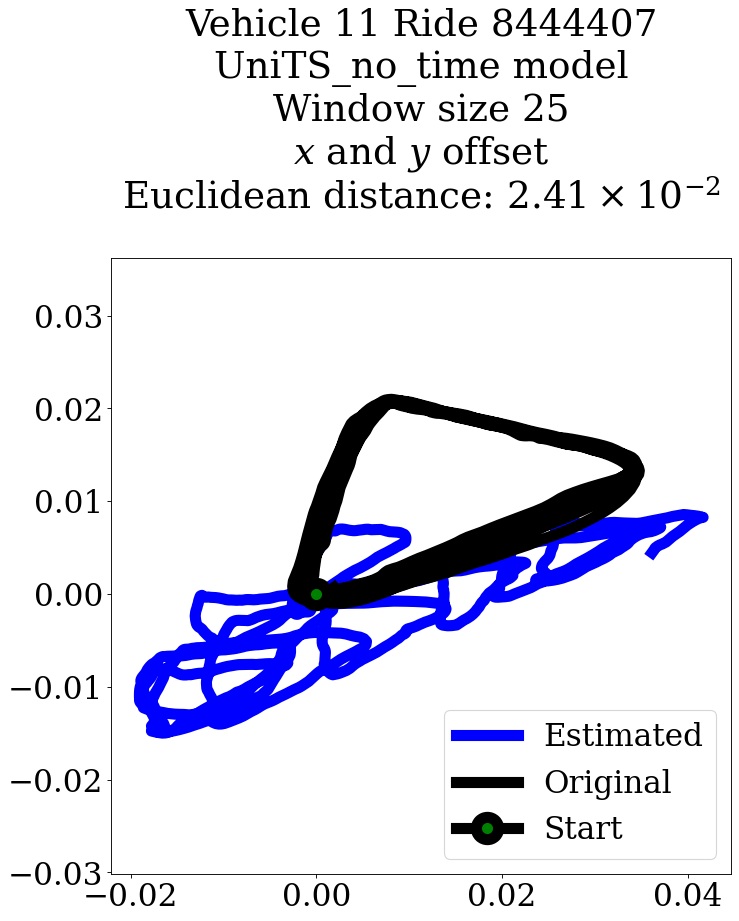 Vehicle 11 Ride 8444407
UniTS_no_time model
Window size 25
x and y offset
Euclidean distance: 2.41 × 10⁻²
0.03
0.02
0.01
0.00
−0.01
−0.02
−0.03
−0.02
0.00
0.02
0.04
Estimated
Original
Start